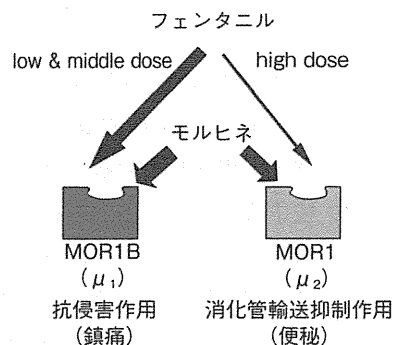 フェンタニル
low & middle dose
high dose
モルヒネ
MOR1B
(μ₁)
抗侵害作用
(鎮痛)
MOR1
(μ₂)
消化管輸送抑制作用
(便秘)